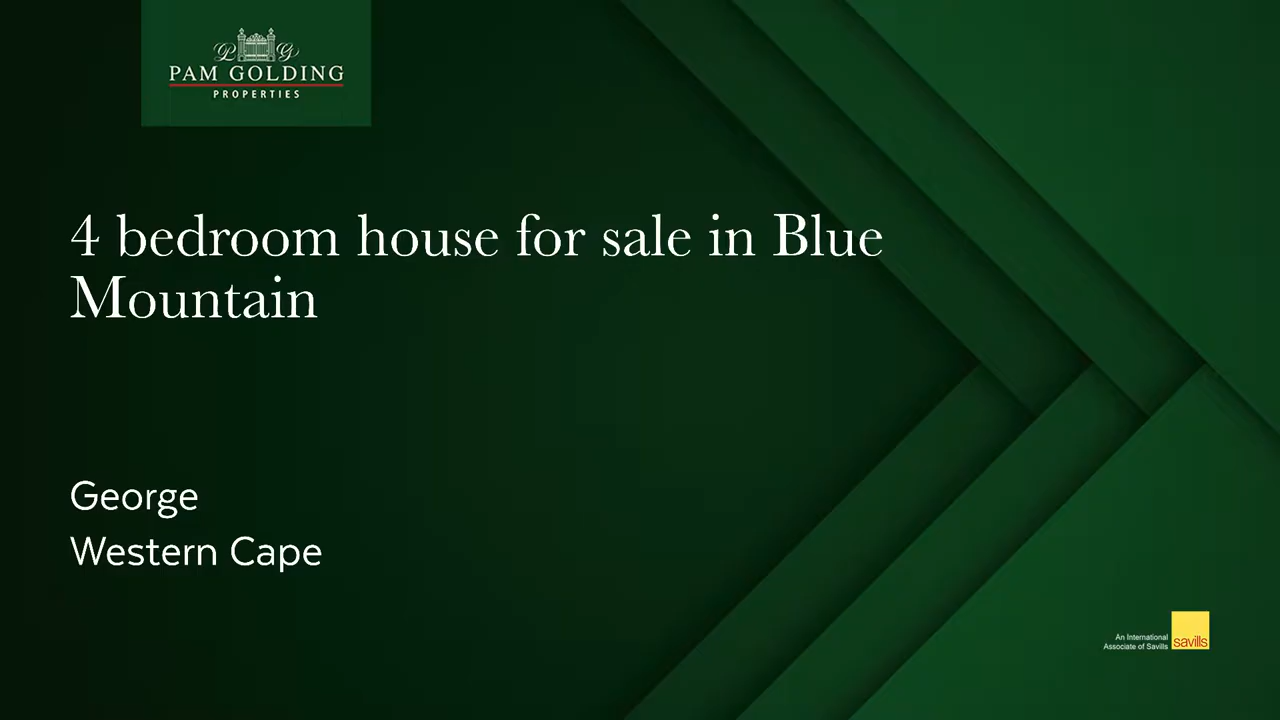 PG
PAM GOLDING
PROPERTIES
4 bedroom house for sale in Blue
Mountain
George
Western Cape
An International
Associate of Savills
savills